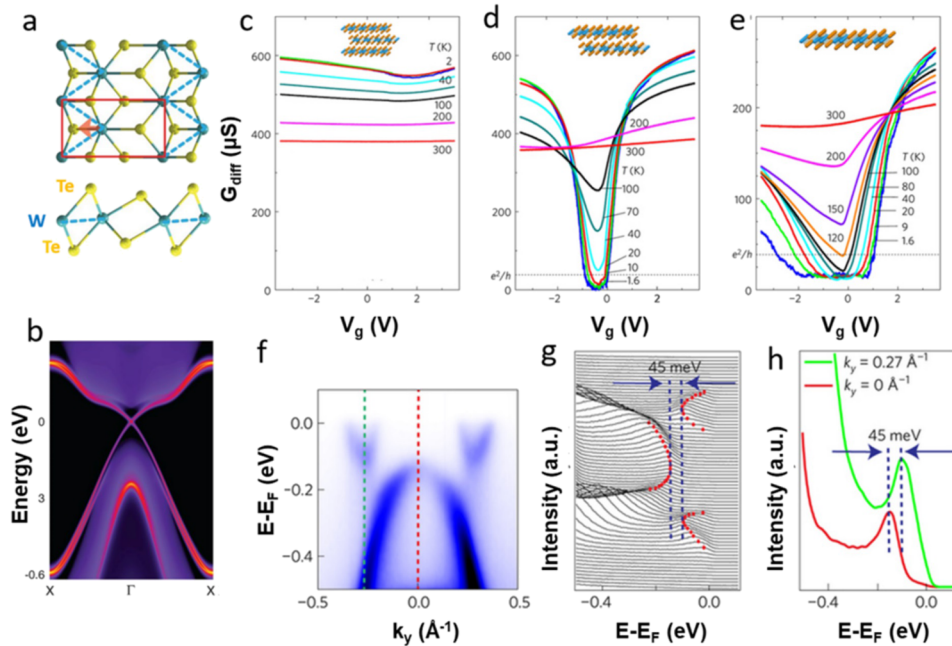 a
Te
W
Te
b
Energy (eV)
0
3
-0.6
X
Γ
X
c
G_diff (μS)
600
400
200
e²/h
0
T (K)
2
40
100
200
300
-2
0
2
V_g (V)
d
600
400
200
e²/h
0
200
300
T (K)
100
70
40
20
10
1.6
-2
0
2
V_g (V)
e
300
200
100
e²/h
0
300
200
150
120
T (K)
100
80
40
20
9
1.6
-2
0
2
V_g (V)
f
E-E_F (eV)
0.0
-0.2
-0.4
-0.5
0.0
0.5
k_y (Å⁻¹)
g
45 meV
Intensity (a.u.)
-0.4
0.0
E-E_F (eV)
h
k_y = 0.27 Å⁻¹
k_y = 0 Å⁻¹
45 meV
Intensity (a.u.)
-0.4
0.0
E-E_F (eV)